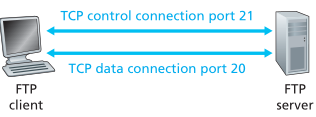 TCP control connection port 21
TCP data connection port 20
FTP
client
FTP
server